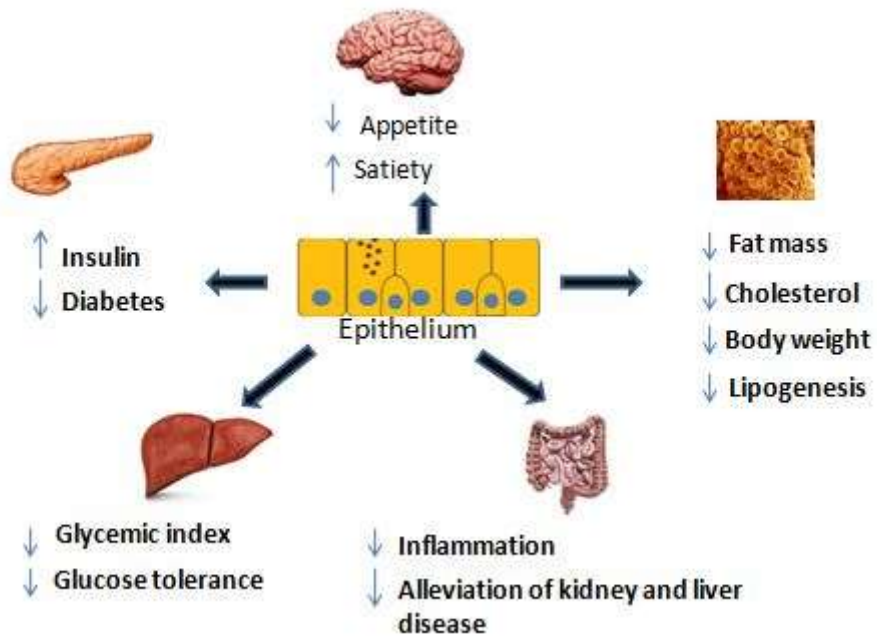 ↓ Appetite
↑ Satiety
↑ Insulin
↓ Diabetes
Epithelium
↓ Fat mass
↓ Cholesterol
↓ Body weight
↓ Lipogenesis
↓ Glycemic index
↓ Glucose tolerance
↓ Inflammation
↓ Alleviation of kidney and liver
disease